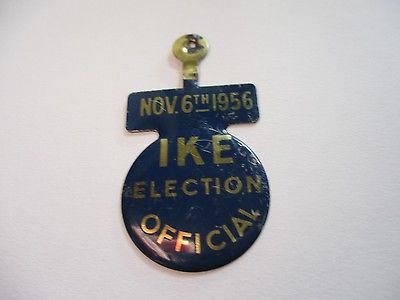 NOV. 6TH 1956
IKE
ELECTION
OFFICIAL